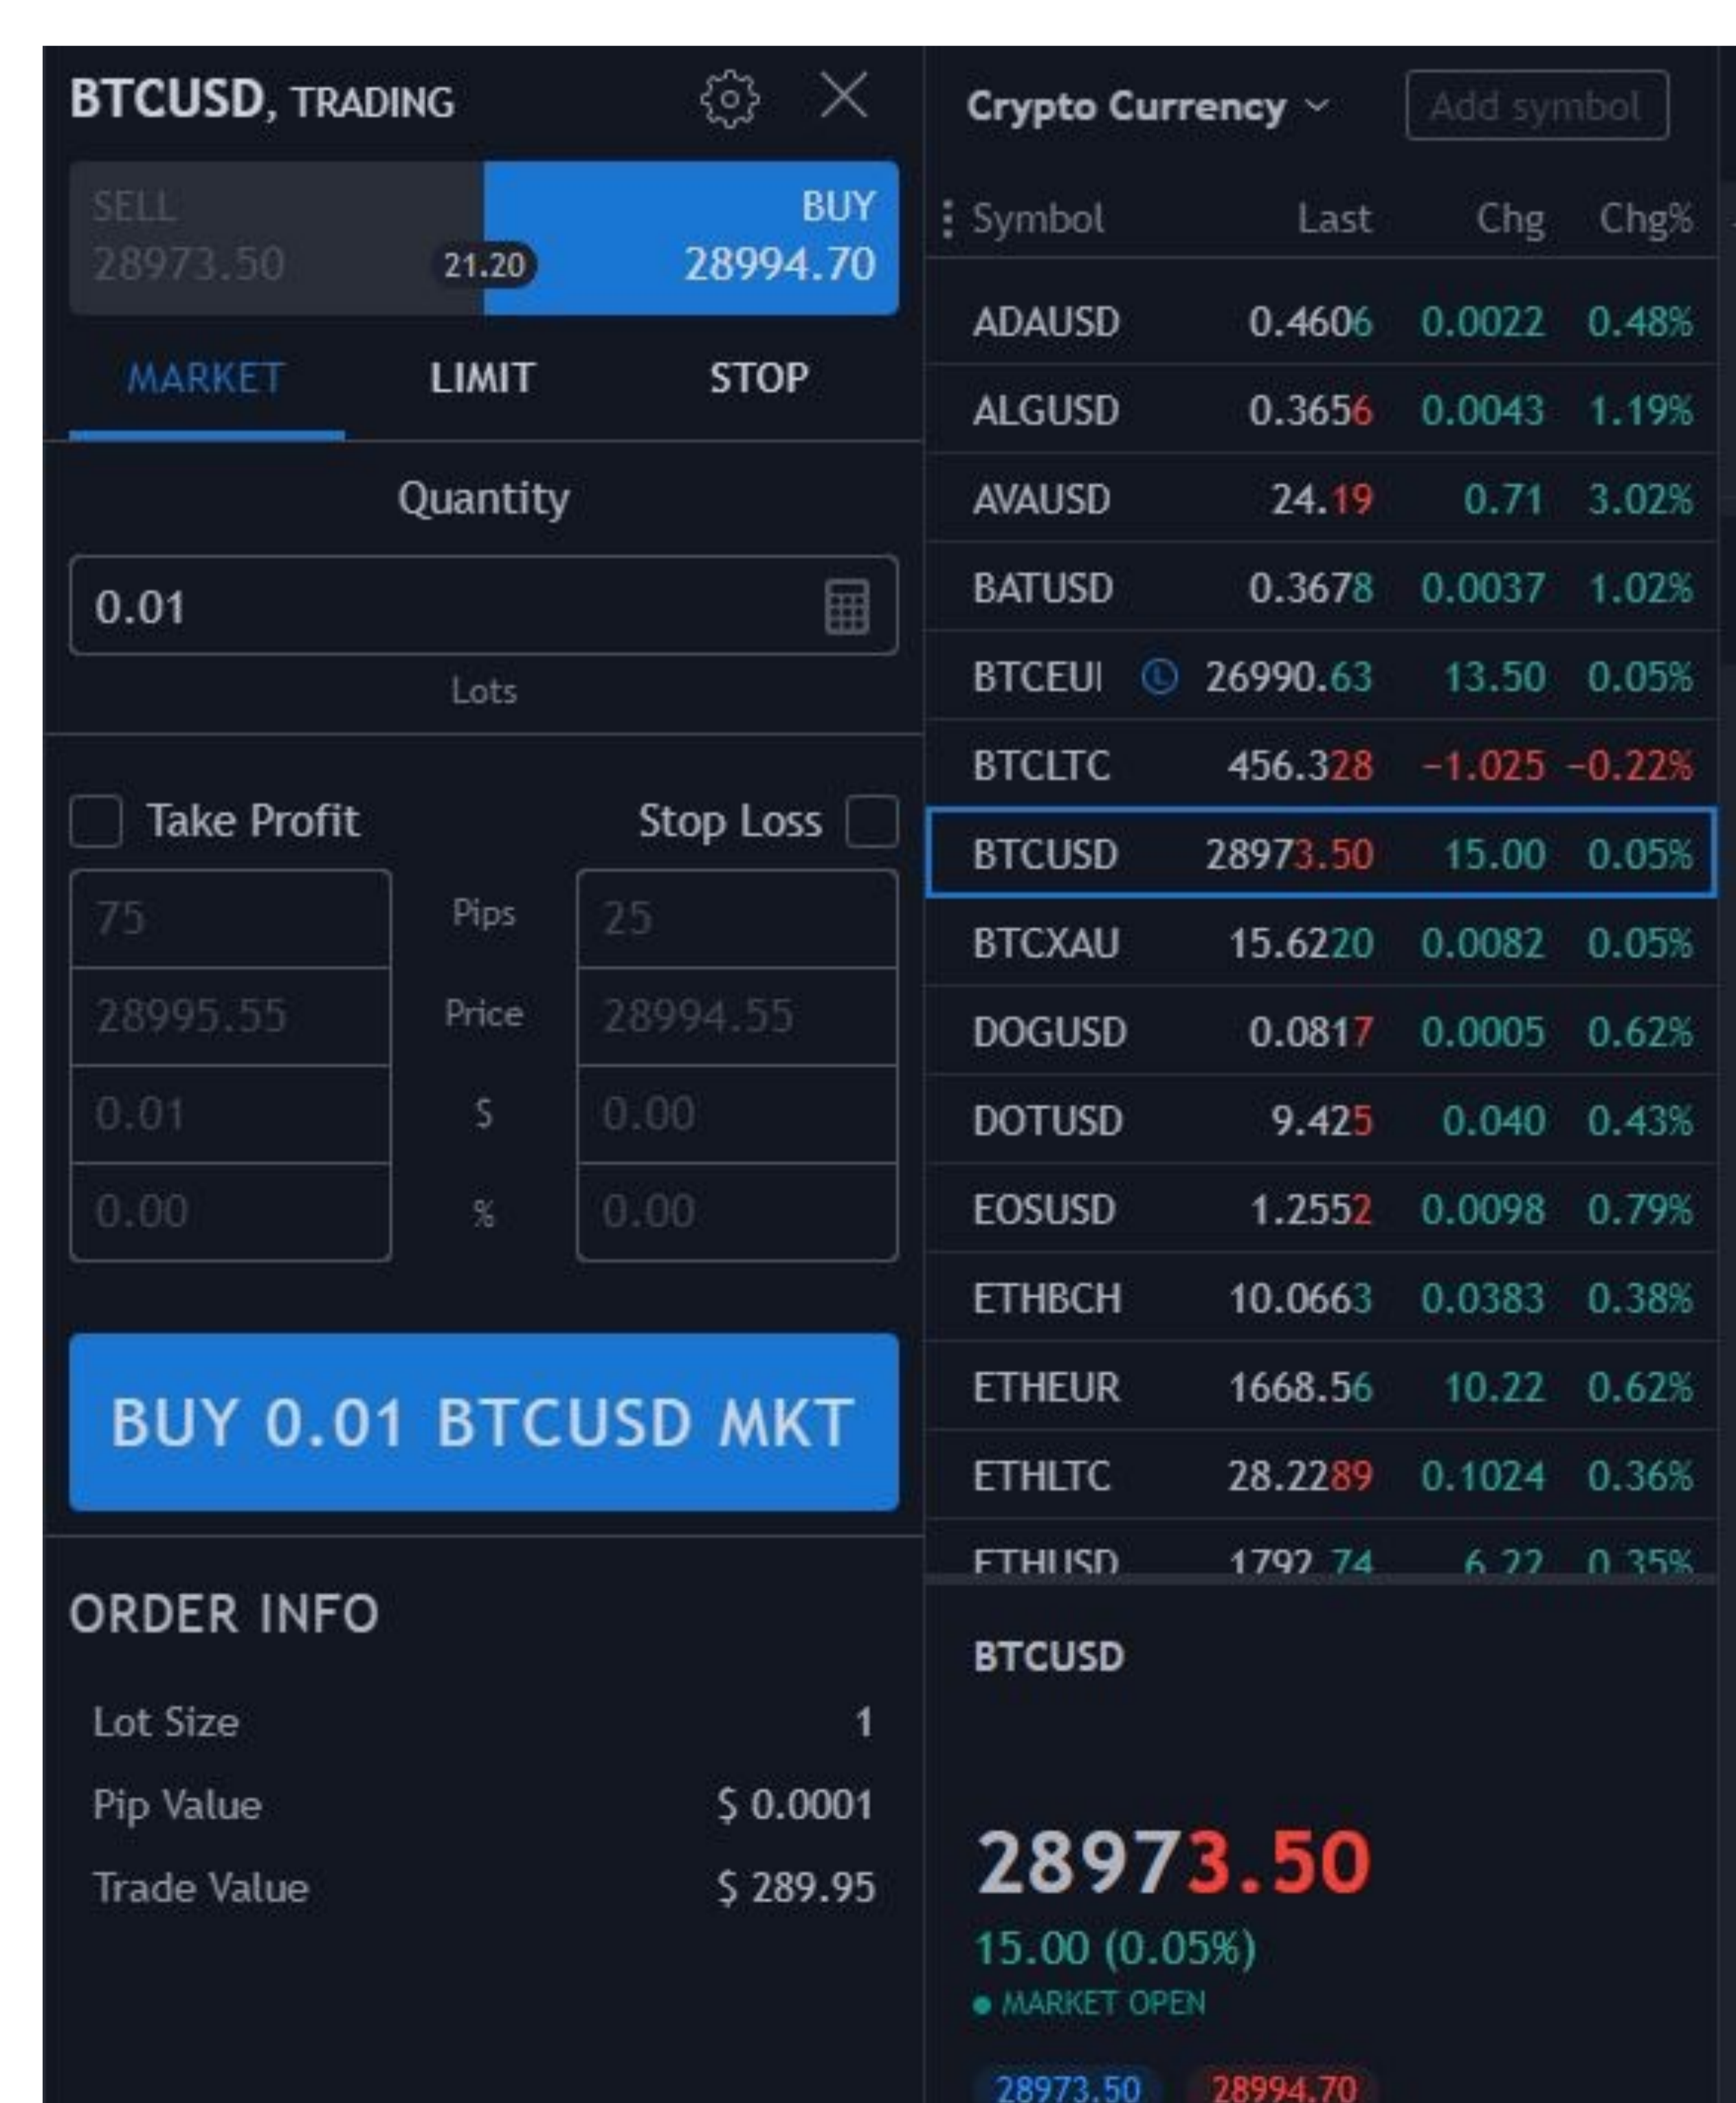 BTCUSD, TRADING
SELL BUY
28973.50 21.20 28994.70
MARKET LIMIT STOP
Quantity
0.01
Lots
Take Profit Stop Loss
75 Pips 25
28995.55 Price 28994.55
0.01 $ 0.00
0.00 % 0.00
BUY 0.01 BTCUSD MKT
ORDER INFO
Lot Size 1
Pip Value $ 0.0001
Trade Value $ 289.95
Crypto Currency Add symbol
Symbol Last Chg Chg%
ADAUSD 0.4606 0.0022 0.48%
ALGUSD 0.3656 0.0043 1.19%
AVAUSD 24.19 0.71 3.02%
BATUSD 0.3678 0.0037 1.02%
BTCEU L 26990.63 13.50 0.05%
BTCLTC 456.328 −1.025 −0.22%
BTCUSD 28973.50 15.00 0.05%
BTCXAU 15.6220 0.0082 0.05%
DOGUSD 0.0817 0.0005 0.62%
DOTUSD 9.425 0.040 0.43%
EOSUSD 1.2552 0.0098 0.79%
ETHBCH 10.0663 0.0383 0.38%
ETHEUR 1668.56 10.22 0.62%
ETHLTC 28.2289 0.1024 0.36%
ETHUSD 1792.74 6.22 0.35%
BTCUSD
28973.50
15.00 (0.05%)
MARKET OPEN
28973.50 28994.70